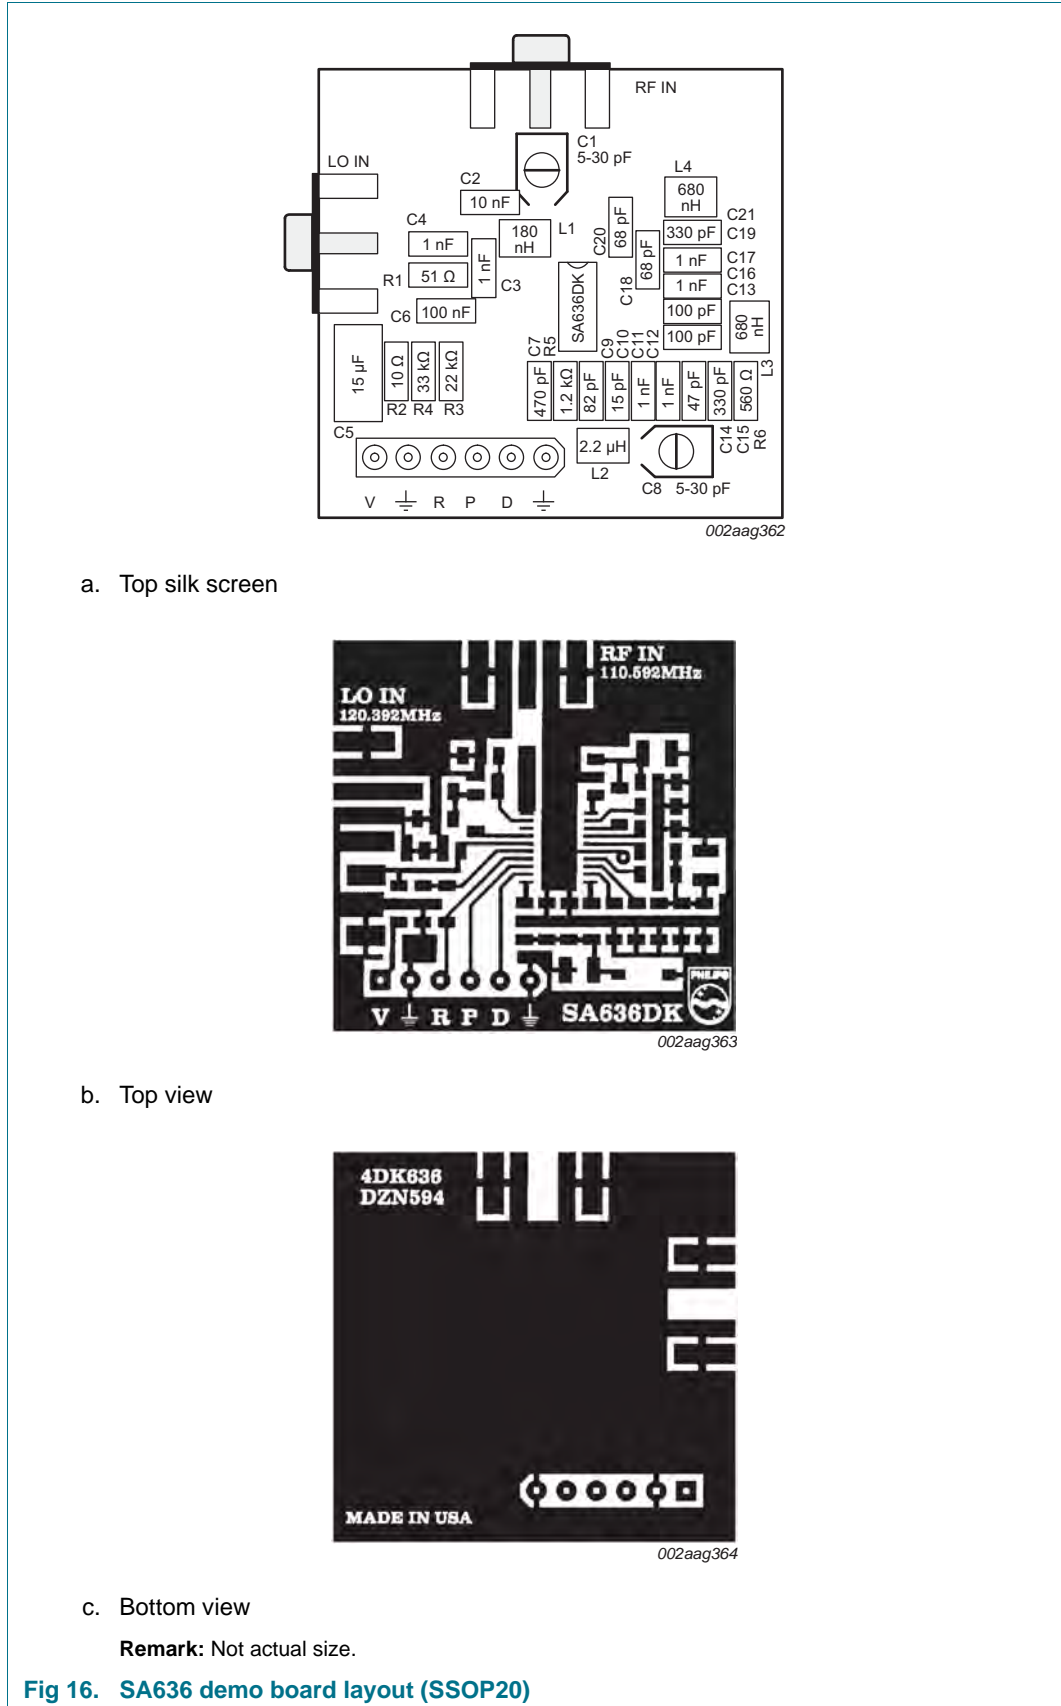 RF IN
C1
5-30 pF
LO IN
C2
10 nF
L4
680
nH
C4
1 nF
180
nH
L1
C20
68 pF
C18
68 pF
330 pF
C21
C19
R1
51 Ω
1 nF
C3
1 nF
C17
C16
1 nF
C13
C6
100 nF
SA636DK
100 pF
100 pF
680
nH
L3
15 µF
C5
10 Ω
33 kΩ
22 kΩ
R2
R4
R3
C7
R5
C9
C10
C11
C12
470 pF
1.2 kΩ
82 pF
15 pF
1 nF
1 nF
47 pF
330 pF
560 Ω
C14
C15
R6
2.2 µH
L2
C8
5-30 pF
V
R
P
D
002aag362
a. Top silk screen
RF IN
110.592MHz
LO IN
120.392MHz
PHILIPS
V R P D
SA636DK
002aag363
b. Top view
4DK636
DZN594
MADE IN USA
002aag364
c. Bottom view
Remark: Not actual size.
Fig 16. SA636 demo board layout (SSOP20)